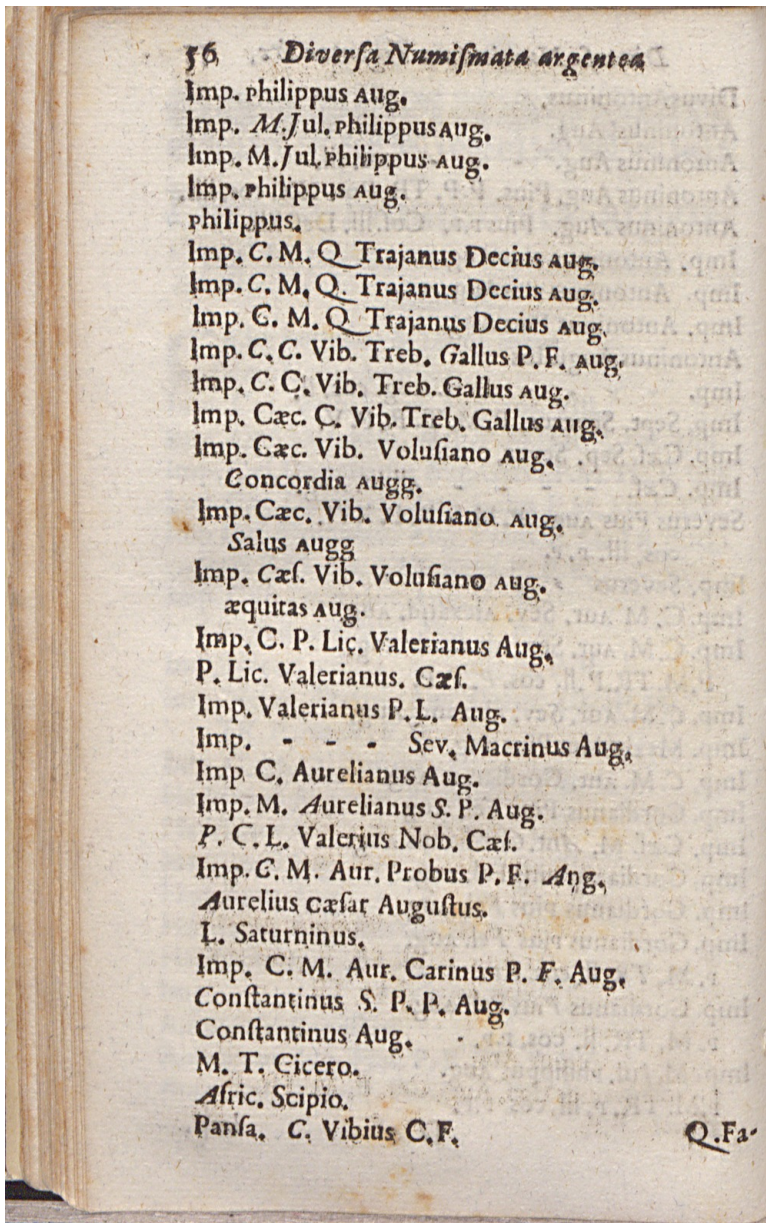 56 Diverſa Numiſmata argentea
Imp. Philippus Aug.
Imp. M. Jul. Philippus Aug.
Imp. M. Jul. Philippus Aug.
Imp. Philippus Aug.
Philippus.
Imp. C. M. Q Trajanus Decius Aug.
Imp. C. M. Q. Trajanus Decius Aug.
Imp. C. M. Q Trajanus Decius Aug.
Imp. C. C. Vib. Treb. Gallus P. F. Aug.
Imp. C. C. Vib. Treb. Gallus Aug.
Imp. Cæc. C. Vib. Treb. Gallus Aug.
Imp. Cæc. Vib. Voluſiano Aug.
Concordia Augg.
Imp. Cæc. Vib. Voluſiano Aug.
Salus Augg
Imp. Cæſ. Vib. Voluſiano Aug.
æquitas Aug.
Imp. C. P. Lic. Valerianus Aug.
P. Lic. Valerianus. Cæſ.
Imp. Valerianus P. L. Aug.
Imp. - - - Sev. Macrinus Aug.
Imp C. Aurelianus Aug.
Imp. M. Aurelianus S. P. Aug.
P. C. L. Valerius Nob. Cæſ.
Imp. C. M. Aur. Probus P. F. Ang.
Aurelius cæſar Auguſtus.
L. Saturninus.
Imp. C. M. Aur. Carinus P. F. Aug.
Conſtantinus S. P. P. Aug.
Conſtantinus Aug.
M. T. Cicero.
Afric. Scipio.
Panſa. C. Vibius C. F.
Q. Fa-